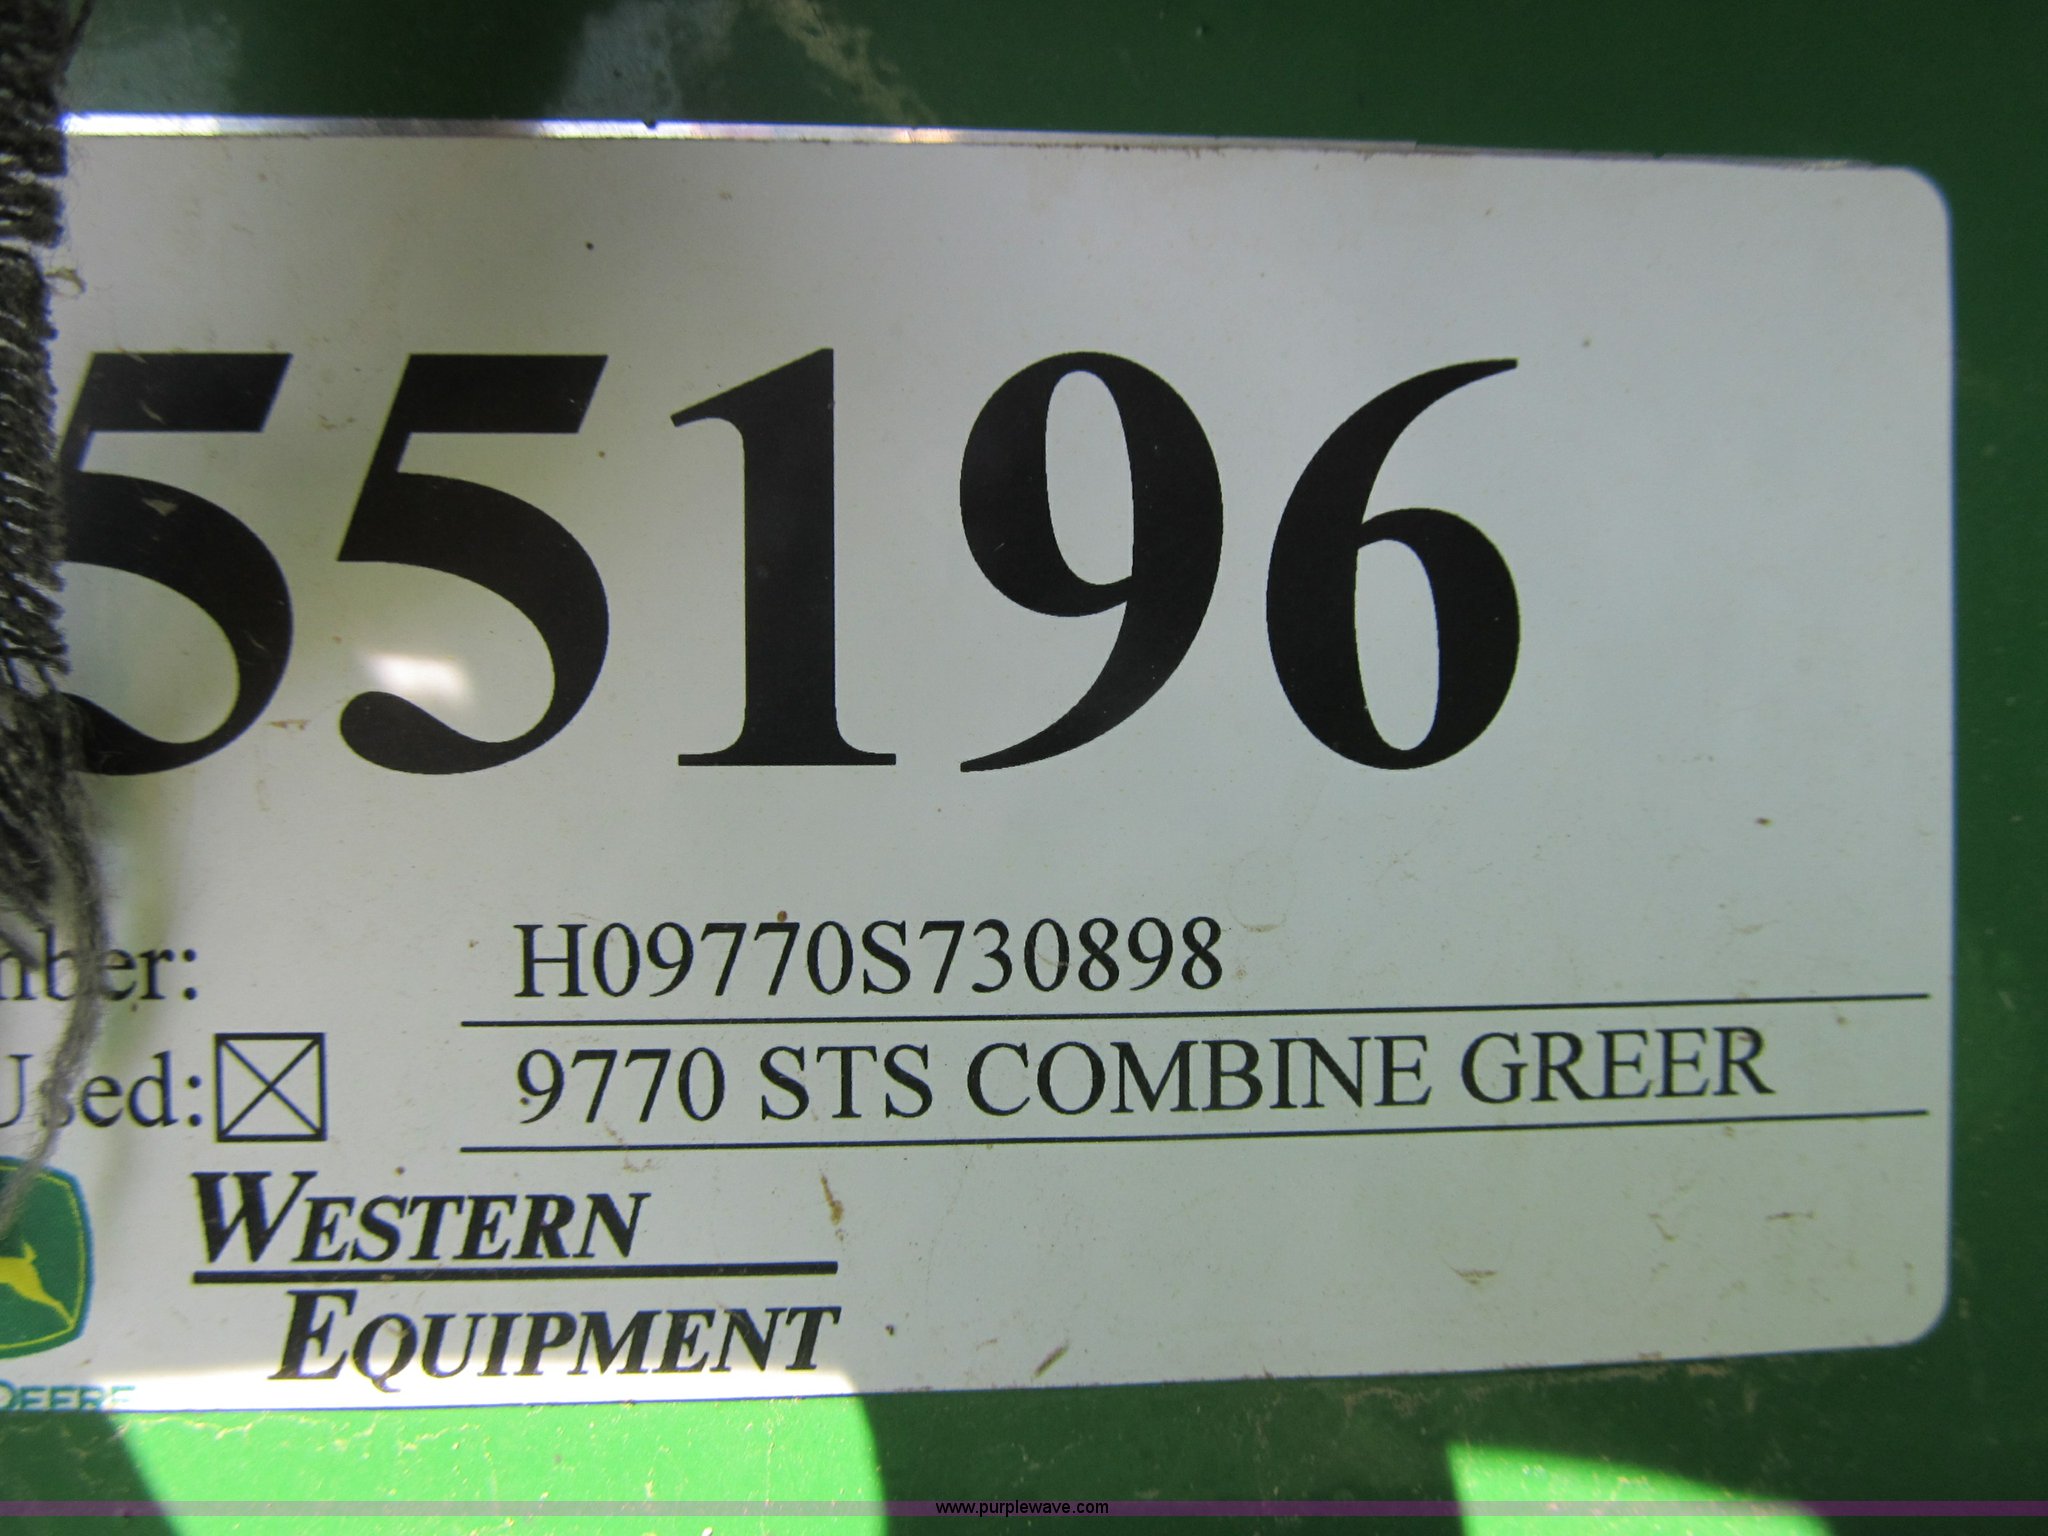 55196
mber: H09770S730898
Used: 9770 STS COMBINE GREER
WESTERN
EQUIPMENT
DEERE
www.purplewave.com